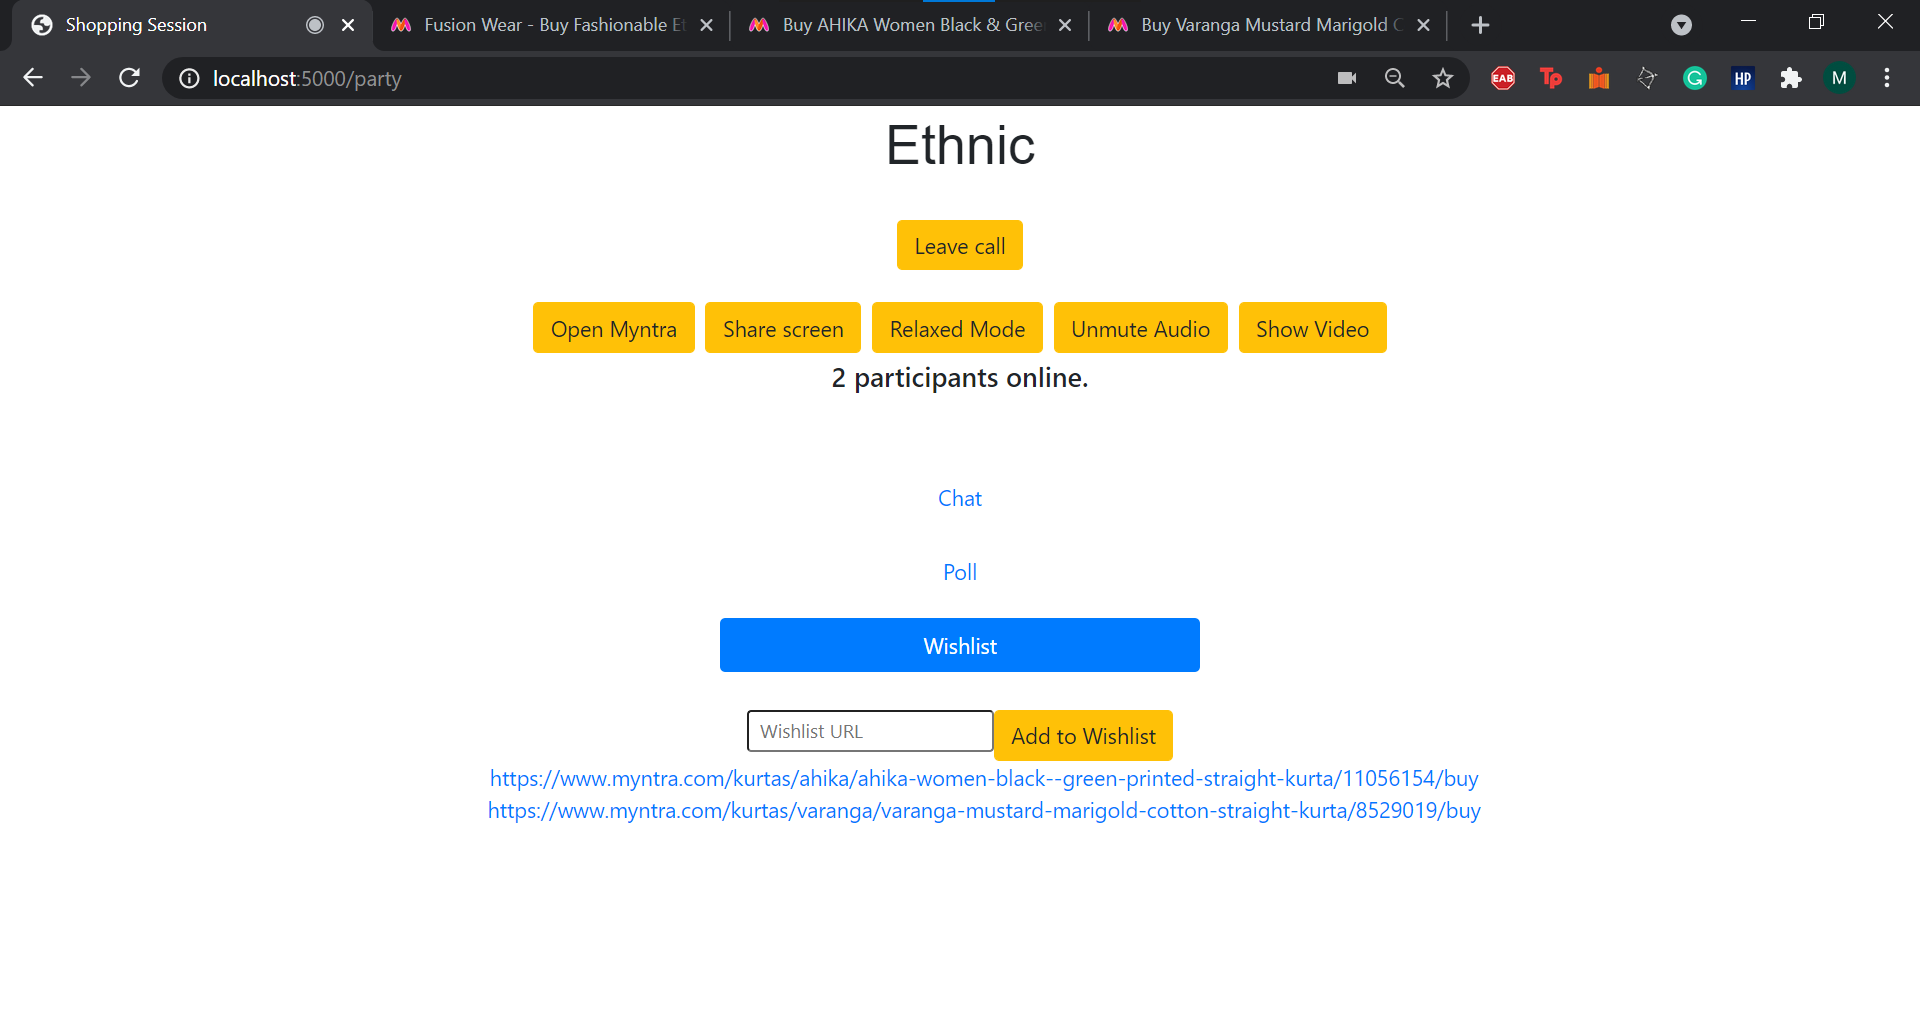 Shopping Session
Fusion Wear - Buy Fashionable Et
Buy AHIKA Women Black & Gree
Buy Varanga Mustard Marigold C
localhost:5000/party
EAB
Tp
G
HP
M
Ethnic
Leave call
Open Myntra Share screen Relaxed Mode Unmute Audio Show Video
2 participants online.
Chat
Poll
Wishlist
Wishlist URL Add to Wishlist
https://www.myntra.com/kurtas/ahika/ahika-women-black--green-printed-straight-kurta/11056154/buy
https://www.myntra.com/kurtas/varanga/varanga-mustard-marigold-cotton-straight-kurta/8529019/buy